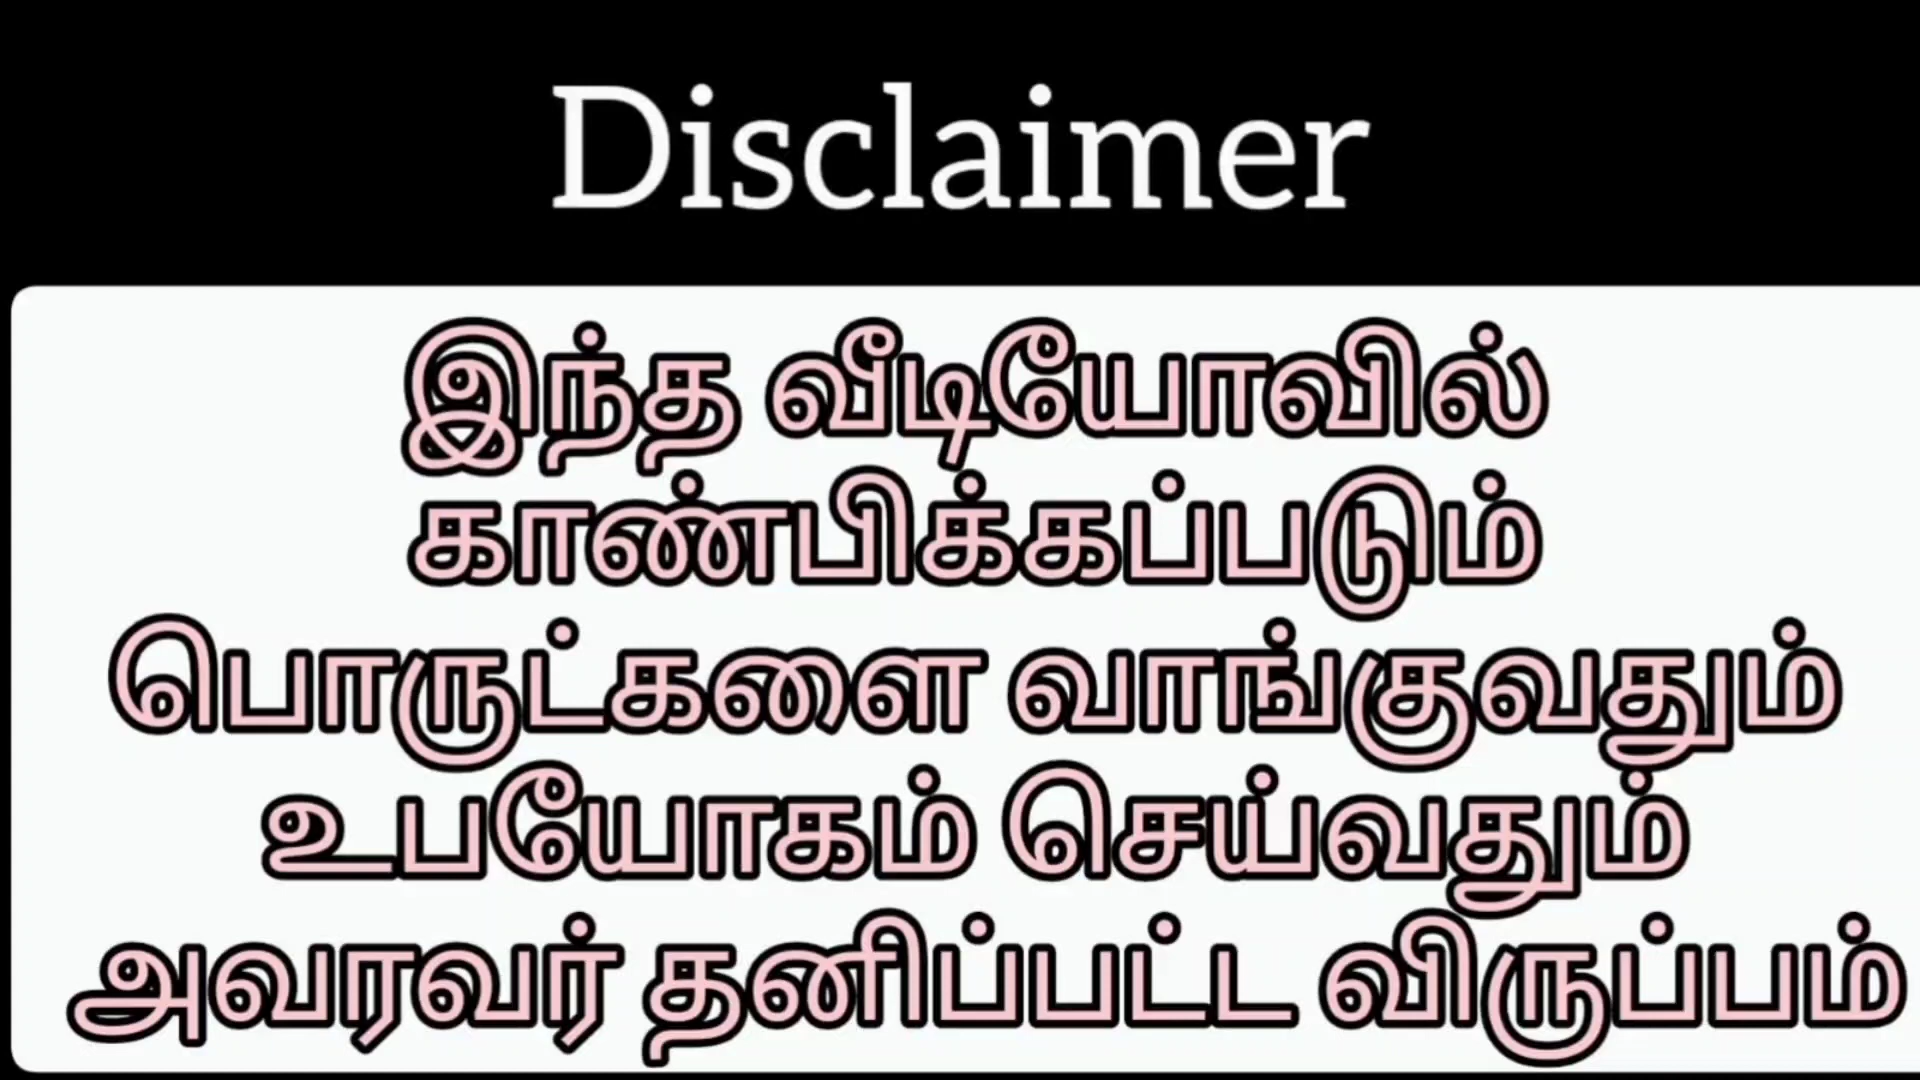 Disclaimer
இந்த வீடியோவில்
காண்பிக்கப்படும்
பொருட்களை வாங்குவதும்
உபயோகம் செய்வதும்
அவரவர் தனிப்பட்ட விருப்பம்